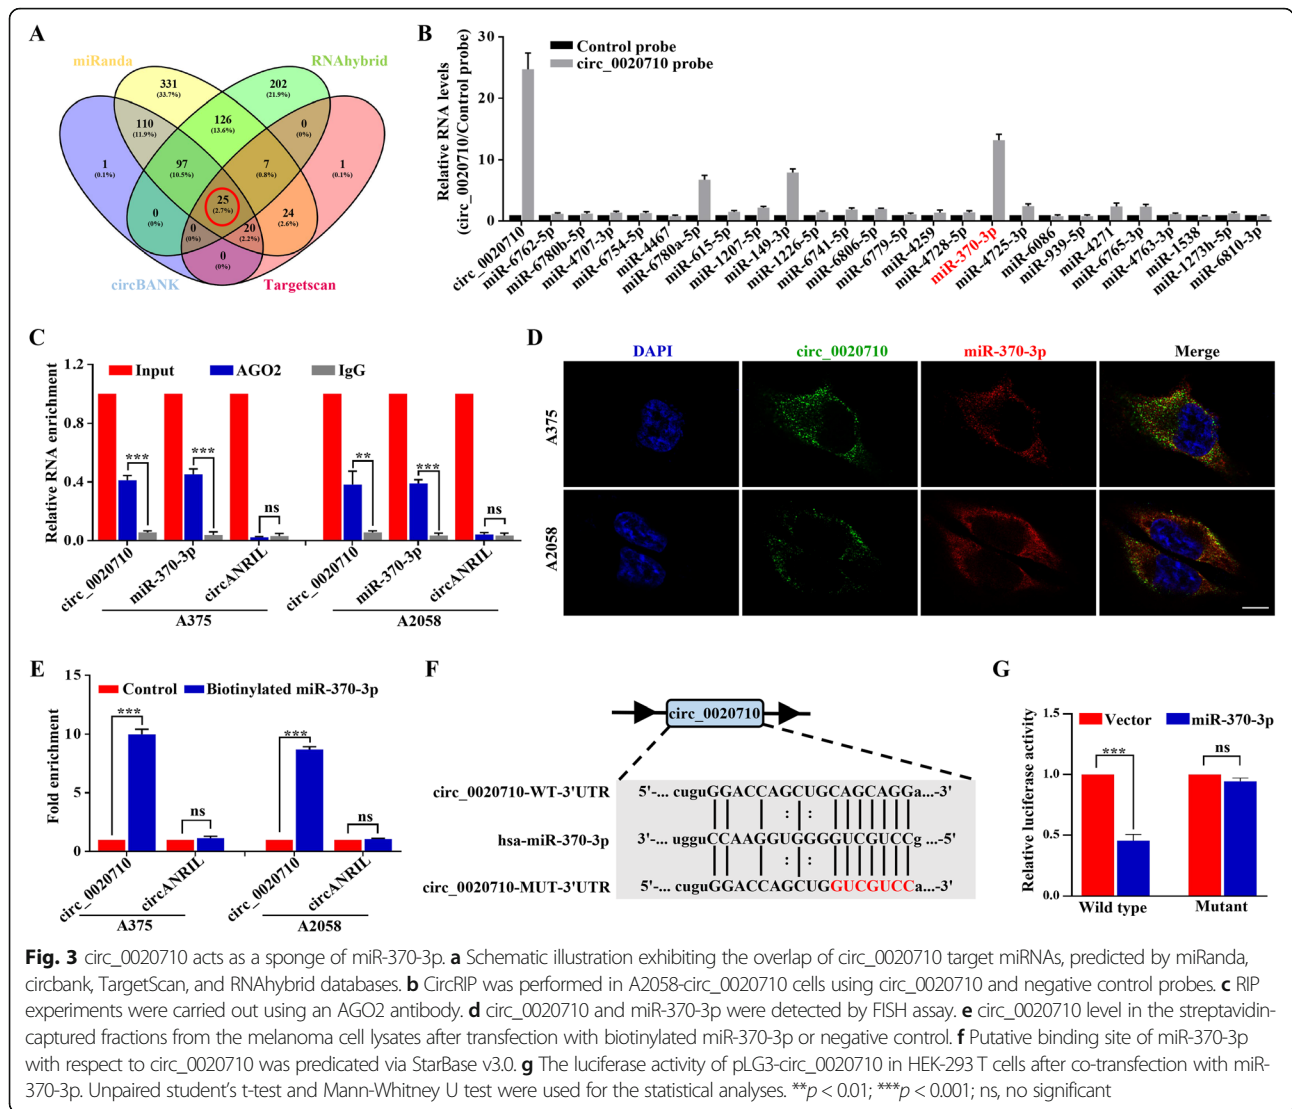 A
miRanda
RNAhybrid
331
(33.7%)
202
(21.9%)
110
(11.9%)
126
(13.6%)
0
(0%)
1
(0.1%)
97
(10.5%)
7
(0.8%)
1
(0.1%)
25
(2.7%)
0
(0%)
24
(2.6%)
0
(0%)
20
(2.2%)
0
(0%)
circBANK
Targetscan
B
Relative RNA levels
(circ_0020710/Control probe)
30
20
10
0
Control probe
circ_0020710 probe
circ_0020710
miR-6762-5p
miR-6780b-5p
miR-4707-3p
miR-6754-5p
miR-4467
miR-6780a-5p
miR-615-5p
miR-1207-5p
miR-149-3p
miR-1226-5p
miR-6741-5p
miR-6806-5p
miR-6779-5p
miR-4259
miR-4728-5p
miR-370-3p
miR-4725-3p
miR-6086
miR-939-5p
miR-4271
miR-6765-3p
miR-4763-3p
miR-1538
miR-1273h-5p
miR-6810-3p
C
Relative RNA enrichment
1.2
0.8
0.4
0.0
Input
AGO2
IgG
***
***
ns
**
***
ns
circ_0020710
miR-370-3p
circANRIL
circ_0020710
miR-370-3p
circANRIL
A375
A2058
D
DAPI
circ_0020710
miR-370-3p
Merge
A375
A2058
E
Fold enrichment
15
10
5
0
Control
Biotinylated miR-370-3p
***
ns
***
ns
circ_0020710
circANRIL
circ_0020710
circANRIL
A375
A2058
F
circ_0020710
circ_0020710-WT-3'UTR 5'-... cuguGGACCAGCUGCAGCAGGa...-3'
hsa-miR-370-3p 3'- ugguCCAAGGUGGGGUCGUCCg ...-5'
circ_0020710-MUT-3'UTR 5'-... cuguGGACCAGCUGGUCGUCCa...-3'
G
Relative luciferase activity
1.5
1.0
0.5
0.0
Vector
miR-370-3p
***
ns
Wild type
Mutant
Fig. 3 circ_0020710 acts as a sponge of miR-370-3p. a Schematic illustration exhibiting the overlap of circ_0020710 target miRNAs, predicted by miRanda,
circbank, TargetScan, and RNAhybrid databases. b CircRIP was performed in A2058-circ_0020710 cells using circ_0020710 and negative control probes. c RIP
experiments were carried out using an AGO2 antibody. d circ_0020710 and miR-370-3p were detected by FISH assay. e circ_0020710 level in the streptavidin-
captured fractions from the melanoma cell lysates after transfection with biotinylated miR-370-3p or negative control. f Putative binding site of miR-370-3p
with respect to circ_0020710 was predicated via StarBase v3.0. g The luciferase activity of pLG3-circ_0020710 in HEK-293 T cells after co-transfection with miR-
370-3p. Unpaired student's t-test and Mann-Whitney U test were used for the statistical analyses. **p < 0.01; ***p < 0.001; ns, no significant